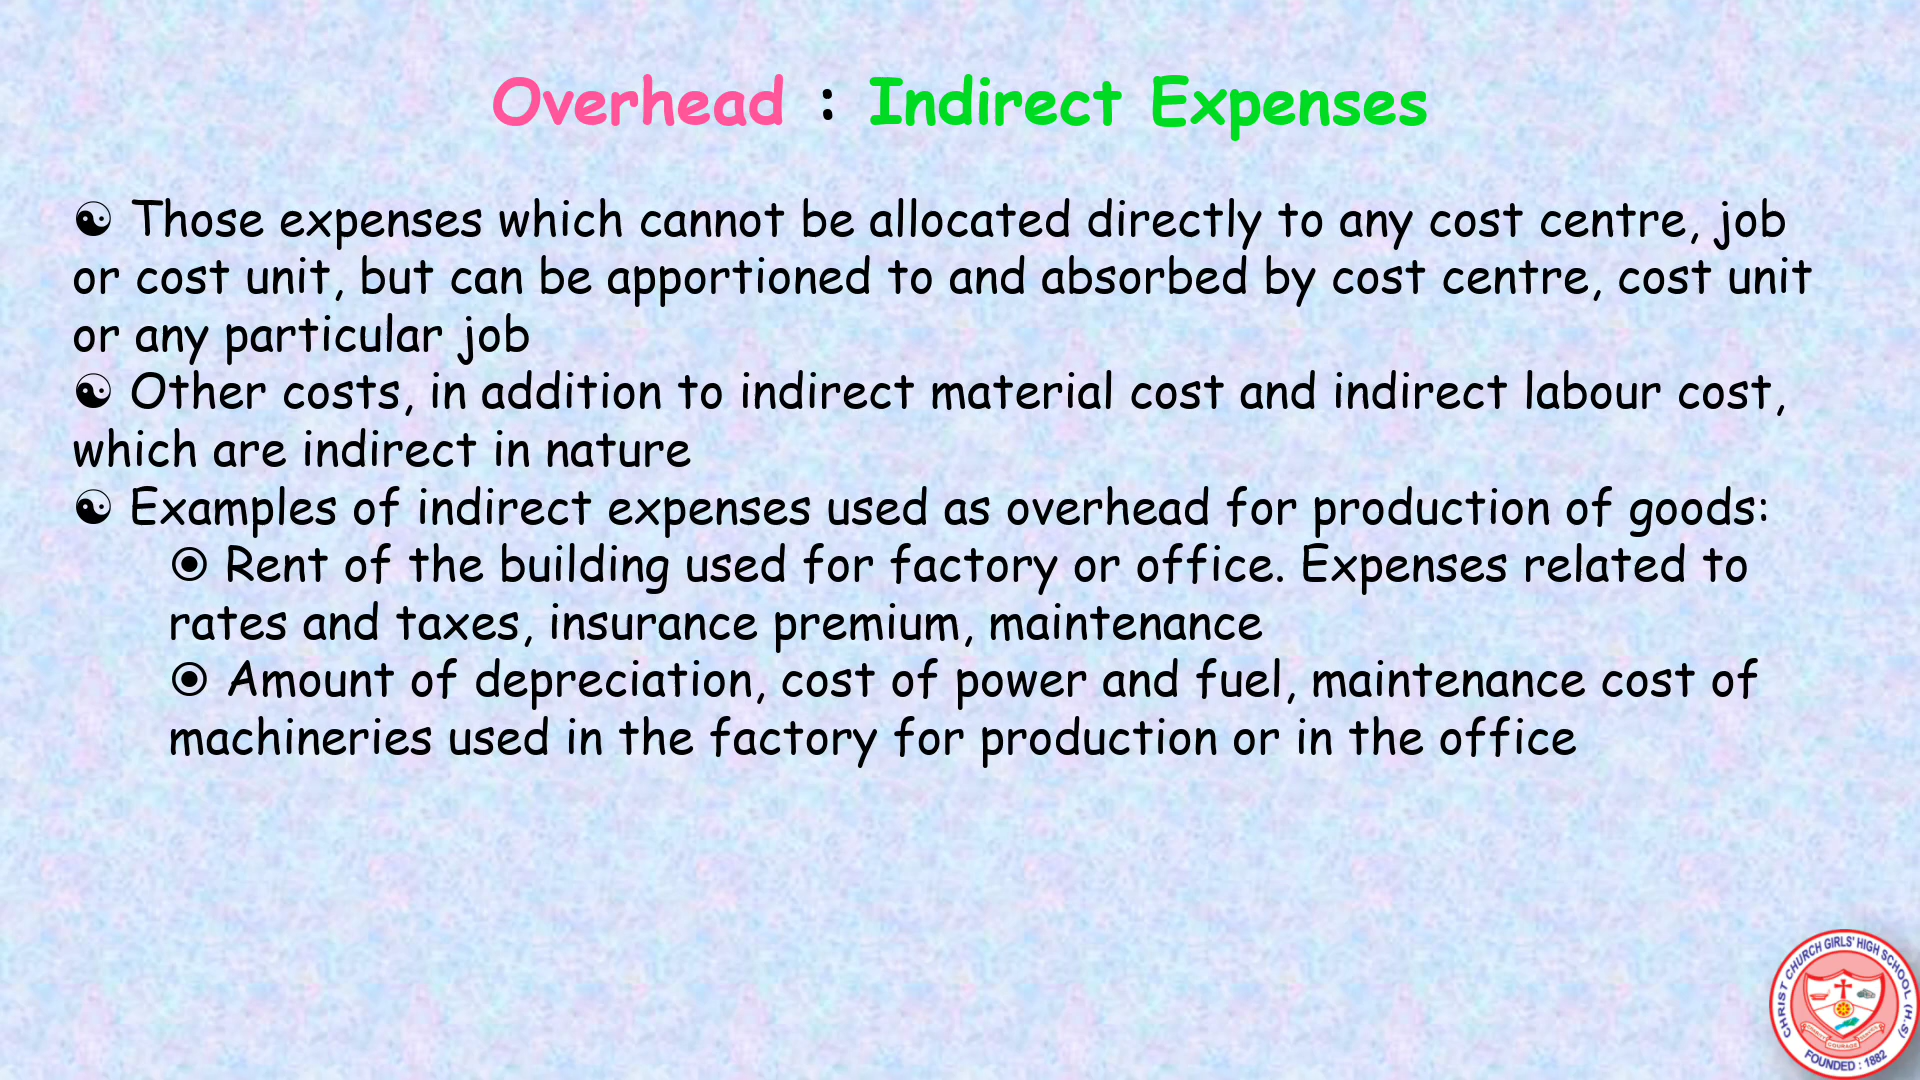 Overhead : Indirect Expenses
☯ Those expenses which cannot be allocated directly to any cost centre, job
or cost unit, but can be apportioned to and absorbed by cost centre, cost unit
or any particular job
☯ Other costs, in addition to indirect material cost and indirect labour cost,
which are indirect in nature
☯ Examples of indirect expenses used as overhead for production of goods:
⦿ Rent of the building used for factory or office. Expenses related to
rates and taxes, insurance premium, maintenance
⦿ Amount of depreciation, cost of power and fuel, maintenance cost of
machineries used in the factory for production or in the office
CHRIST CHURCH GIRLS' HIGH SCHOOL (H.S)
COURAGE
FOUNDED : 1882